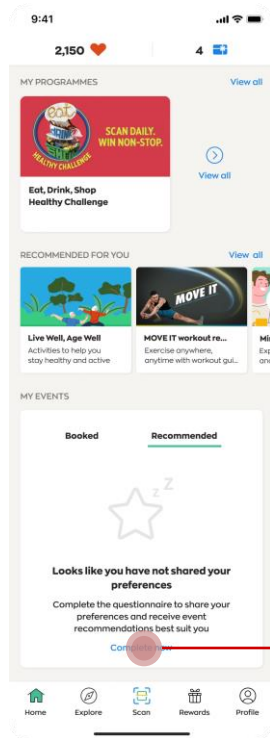 9:41
2,150
4
MY PROGRAMMES
View all
Eat
DRINK
SHOP
HEALTHY CHALLENGE
SCAN DAILY.
WIN NON-STOP.
Eat, Drink, Shop
Healthy Challenge
View all
RECOMMENDED FOR YOU
View all
MOVE IT
Live Well, Age Well
Activities to help you
stay healthy and active
MOVE IT workout re...
Exercise anywhere,
anytime with workout gui...
MY EVENTS
Booked
Recommended
z z Z
Looks like you have not shared your
preferences
Complete the questionnaire to share your
preferences and receive event
recommendations best suit you
Home
Explore
Scan
Rewards
Profile